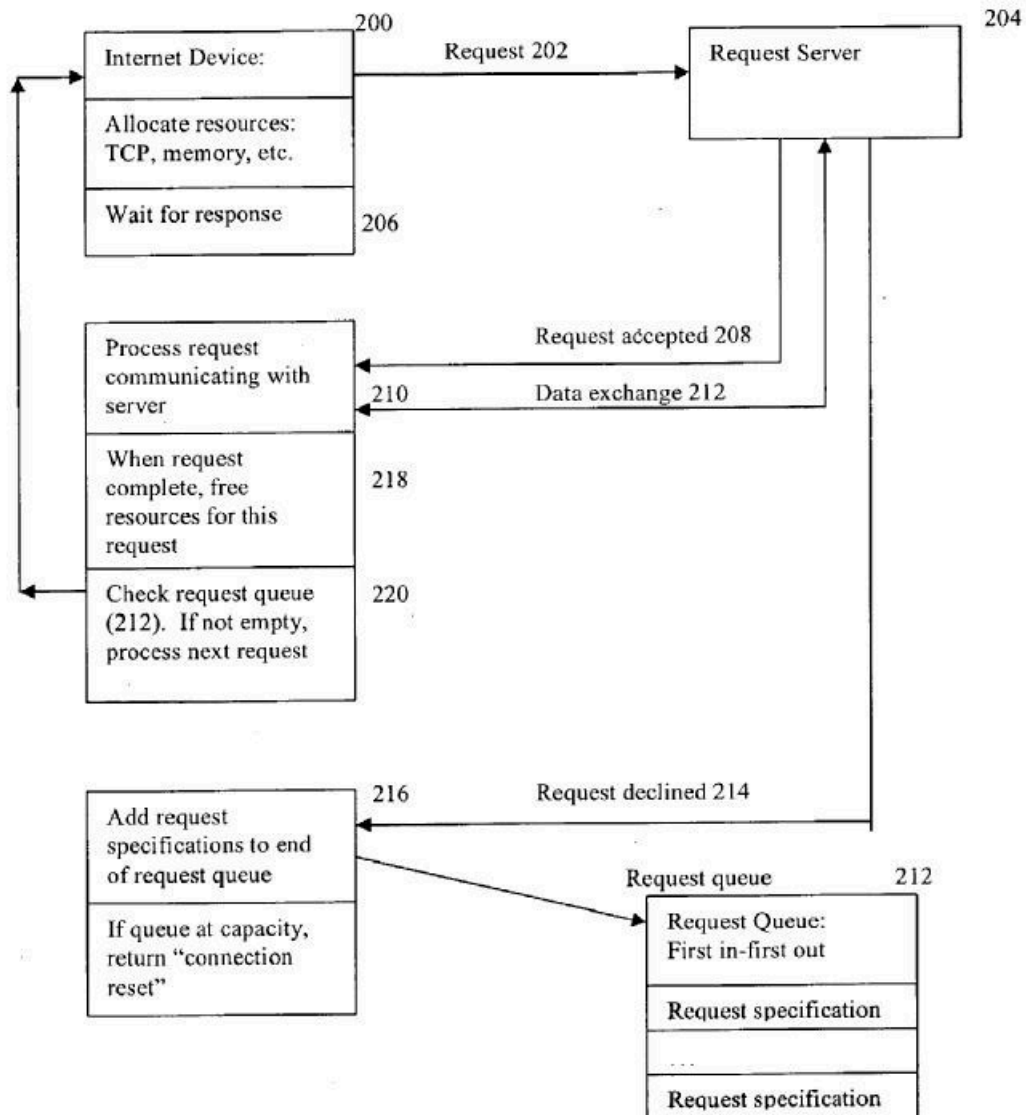 200
204
Internet Device:
Request 202
Request Server
Allocate resources:
TCP, memory, etc.
Wait for response
206
Process request
communicating with
server
Request accepted 208
210
Data exchange 212
When request
complete, free
resources for this
request
218
Check request queue
(212). If not empty,
process next request
220
216
Request declined 214
Add request
specifications to end
of request queue
If queue at capacity,
return “connection
reset”
Request queue
212
Request Queue:
First in-first out
Request specification
...
Request specification